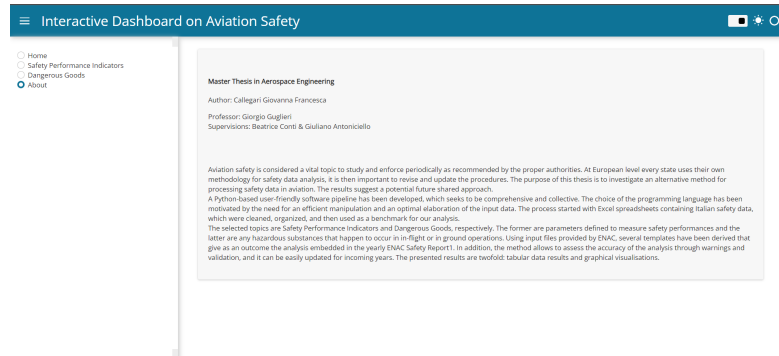 Interactive Dashboard on Aviation Safety
Home
Safety Performance Indicators
Dangerous Goods
About
Master Thesis in Aerospace Engineering
Author: Callegari Giovanna Francesca
Professor: Giorgio Guglieri
Supervisions: Beatrice Conti & Giuliano Antoniciello
Aviation safety is considered a vital topic to study and enforce periodically as recommended by the proper authorities. At European level every state uses their own
methodology for safety data analysis, it is then important to revise and update the procedures. The purpose of this thesis is to investigate an alternative method for
processing safety data in aviation. The results suggest a potential future shared approach.
A Python-based user-friendly software pipeline has been developed, which seeks to be comprehensive and collective. The choice of the programming language has been
motivated by the need for an efficient manipulation and an optimal elaboration of the input data. The process started with Excel spreadsheets containing Italian safety data,
which were cleaned, organized, and then used as a benchmark for our analysis.
The selected topics are Safety Performance Indicators and Dangerous Goods, respectively. The former are parameters defined to measure safety performances and the
latter are any hazardous substances that happen to occur in in-flight or in ground operations. Using input files provided by ENAC, several templates have been derived that
give as an outcome the analysis embedded in the yearly ENAC Safety Report1. In addition, the method allows to assess the accuracy of the analysis through warnings and
validation, and it can be easily updated for incoming years. The presented results are twofold: tabular data results and graphical visualisations.